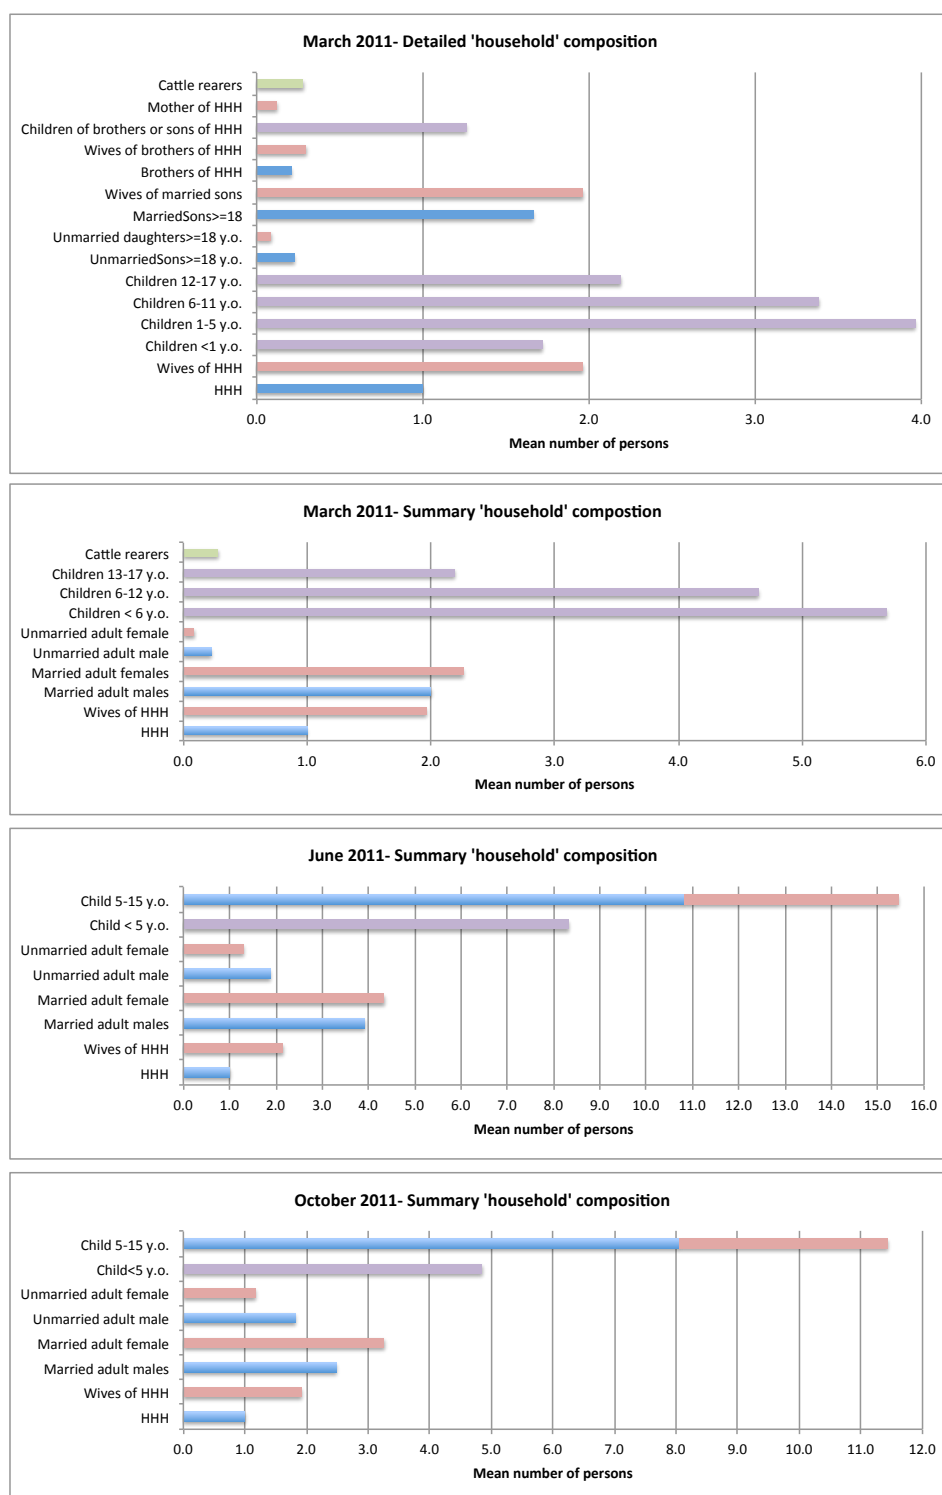 March 2011- Detailed 'household' composition
Cattle rearers
Mother of HHH
Children of brothers or sons of HHH
Wives of brothers of HHH
Brothers of HHH
Wives of married sons
MarriedSons>=18
Unmarried daughters>=18 y.o.
UnmarriedSons>=18 y.o.
Children 12-17 y.o.
Children 6-11 y.o.
Children 1-5 y.o.
Children <1 y.o.
Wives of HHH
HHH
0.0 1.0 2.0 3.0 4.0
Mean number of persons
March 2011- Summary 'household' compostion
Cattle rearers
Children 13-17 y.o.
Children 6-12 y.o.
Children < 6 y.o.
Unmarried adult female
Unmarried adult male
Married adult females
Married adult males
Wives of HHH
HHH
0.0 1.0 2.0 3.0 4.0 5.0 6.0
Mean number of persons
June 2011- Summary 'household' composition
Child 5-15 y.o.
Child < 5 y.o.
Unmarried adult female
Unmarried adult male
Married adult female
Married adult males
Wives of HHH
HHH
0.0 1.0 2.0 3.0 4.0 5.0 6.0 7.0 8.0 9.0 10.0 11.0 12.0 13.0 14.0 15.0 16.0
Mean number of persons
October 2011- Summary 'household' composition
Child 5-15 y.o.
Child<5 y.o.
Unmarried adult female
Unmarried adult male
Married adult female
Married adult males
Wives of HHH
HHH
0.0 1.0 2.0 3.0 4.0 5.0 6.0 7.0 8.0 9.0 10.0 11.0 12.0
Mean number of persons